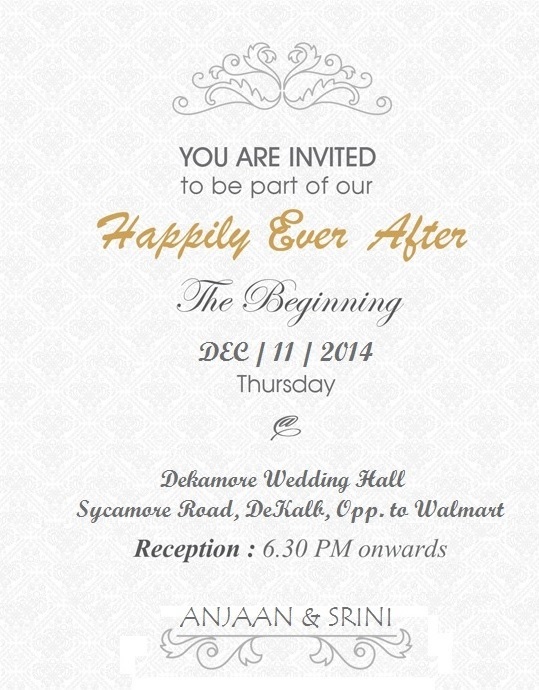 YOU ARE INVITED
to be part of our
Happily Ever After
The Beginning
DEC / 11 / 2014
Thursday
@
Dekamore Wedding Hall
Sycamore Road, DeKalb, Opp. to Walmart
Reception : 6.30 PM onwards
ANJAAN & SRINI